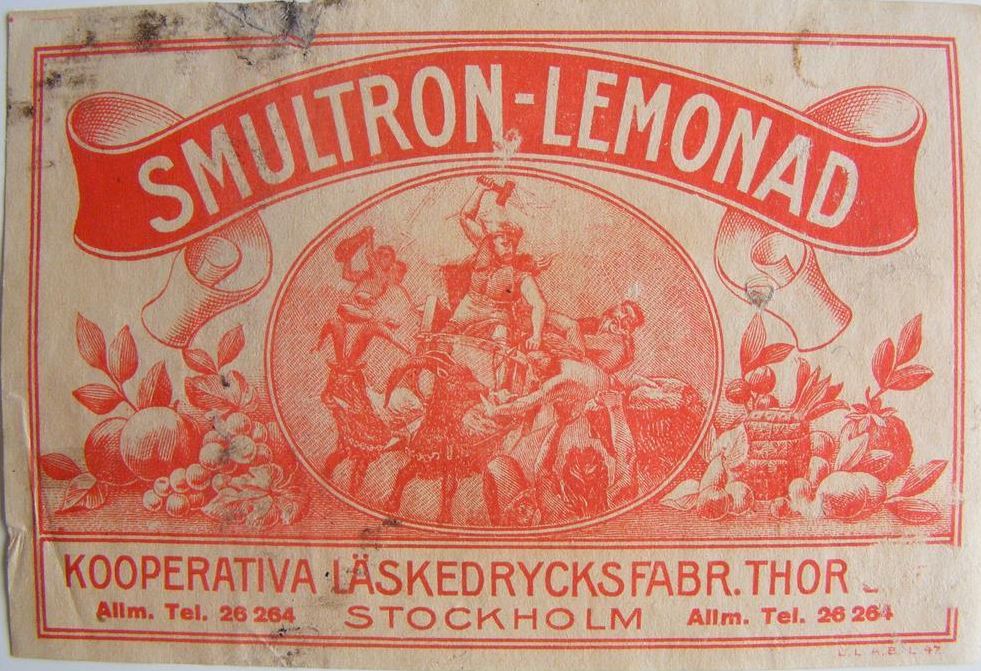 SMULTRON-LEMONAD
KOOPERATIVA LÄSKEDRYCKSFABR. THOR
Allm. Tel. 26 264 STOCKHOLM Allm. Tel. 26 264